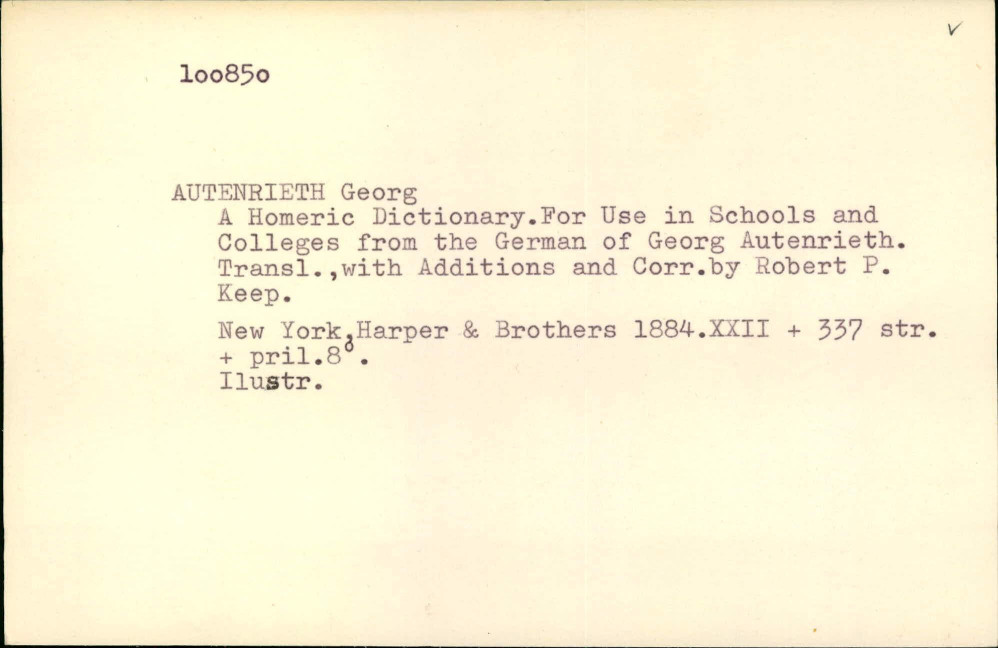 ✓
100850
AUTENRIETH Georg
A Homeric Dictionary.For Use in Schools and
Colleges from the German of Georg Autenrieth.
Transl.,with Additions and Corr.by Robert P.
Keep.
New York,Harper & Brothers 1884.XXII + 337 str.
+ pril.8°.
Ilustr.